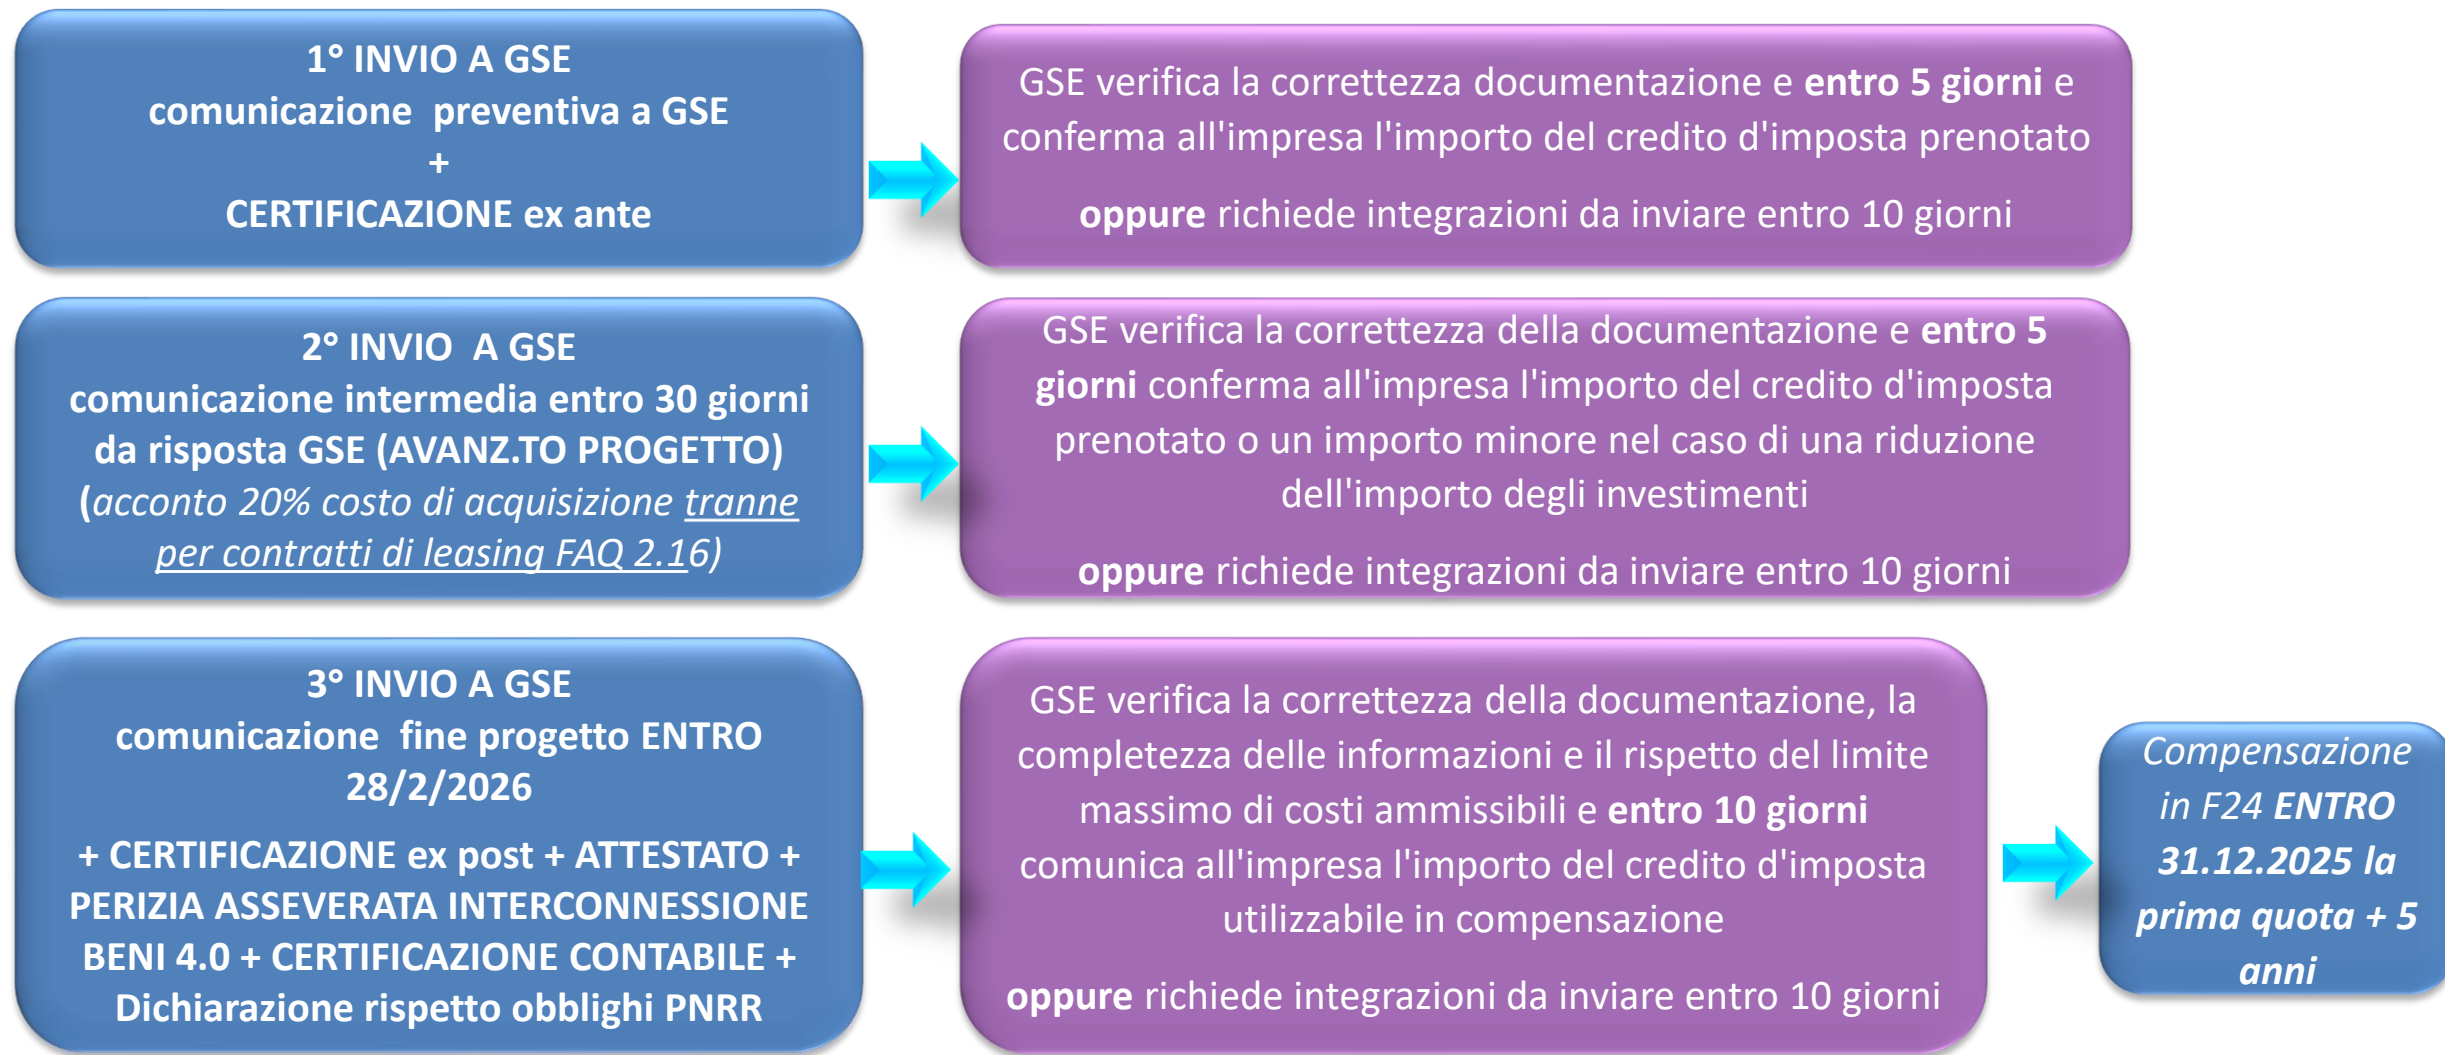 1° INVIO A GSE
comunicazione preventiva a GSE
+
CERTIFICAZIONE ex ante
GSE verifica la correttezza documentazione e entro 5 giorni e
conferma all'impresa l'importo del credito d'imposta prenotato
oppure richiede integrazioni da inviare entro 10 giorni
2° INVIO A GSE
comunicazione intermedia entro 30 giorni
da risposta GSE (AVANZ.TO PROGETTO)
(acconto 20% costo di acquisizione tranne
per contratti di leasing FAQ 2.16)
GSE verifica la correttezza della documentazione e entro 5
giorni conferma all'impresa l'importo del credito d'imposta
prenotato o un importo minore nel caso di una riduzione
dell'importo degli investimenti
oppure richiede integrazioni da inviare entro 10 giorni
3° INVIO A GSE
comunicazione fine progetto ENTRO
28/2/2026
+ CERTIFICAZIONE ex post + ATTESTATO +
PERIZIA ASSEVERATA INTERCONNESSIONE
BENI 4.0 + CERTIFICAZIONE CONTABILE +
Dichiarazione rispetto obblighi PNRR
GSE verifica la correttezza della documentazione, la
completezza delle informazioni e il rispetto del limite
massimo di costi ammissibili e entro 10 giorni
comunica all'impresa l'importo del credito d'imposta
utilizzabile in compensazione
oppure richiede integrazioni da inviare entro 10 giorni
Compensazione
in F24 ENTRO
31.12.2025 la
prima quota + 5
anni